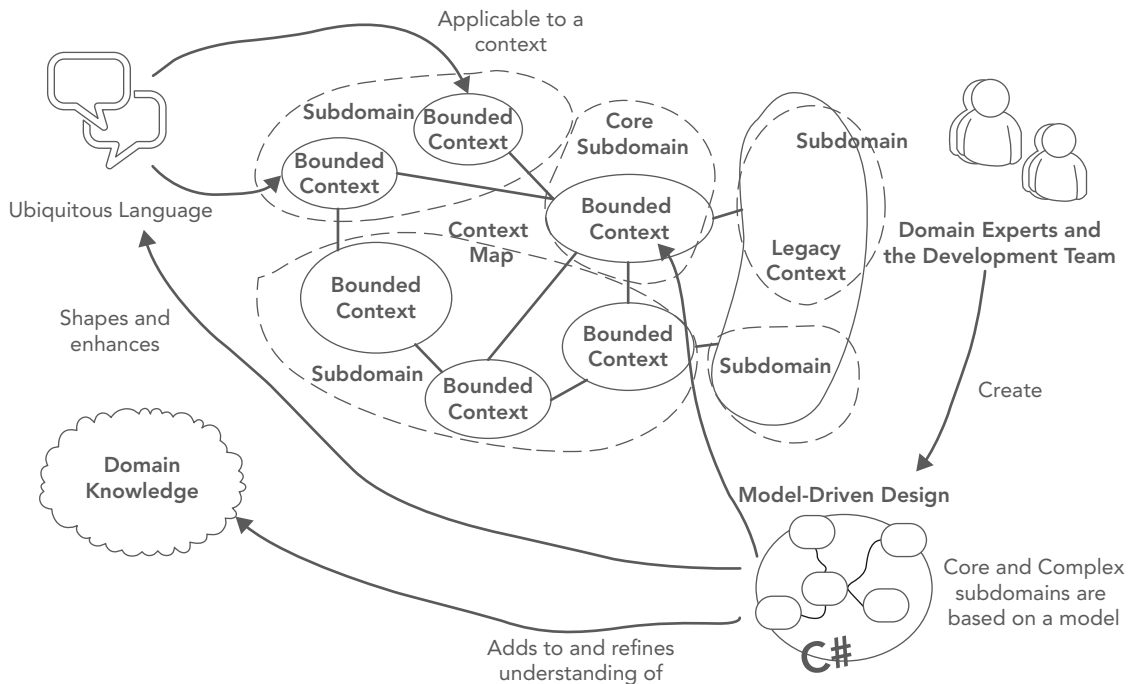 Applicable to a
context
Subdomain
Bounded
Context
Core
Subdomain
Subdomain
Bounded
Context
Ubiquitous Language
Bounded
Context
Context
Map
Legacy
Context
Domain Experts and
the Development Team
Bounded
Context
Shapes and
enhances
Bounded
Context
Subdomain
Subdomain
Bounded
Context
Create
Domain
Knowledge
Model-Driven Design
Core and Complex
subdomains are
based on a model
C#
Adds to and refines
understanding of